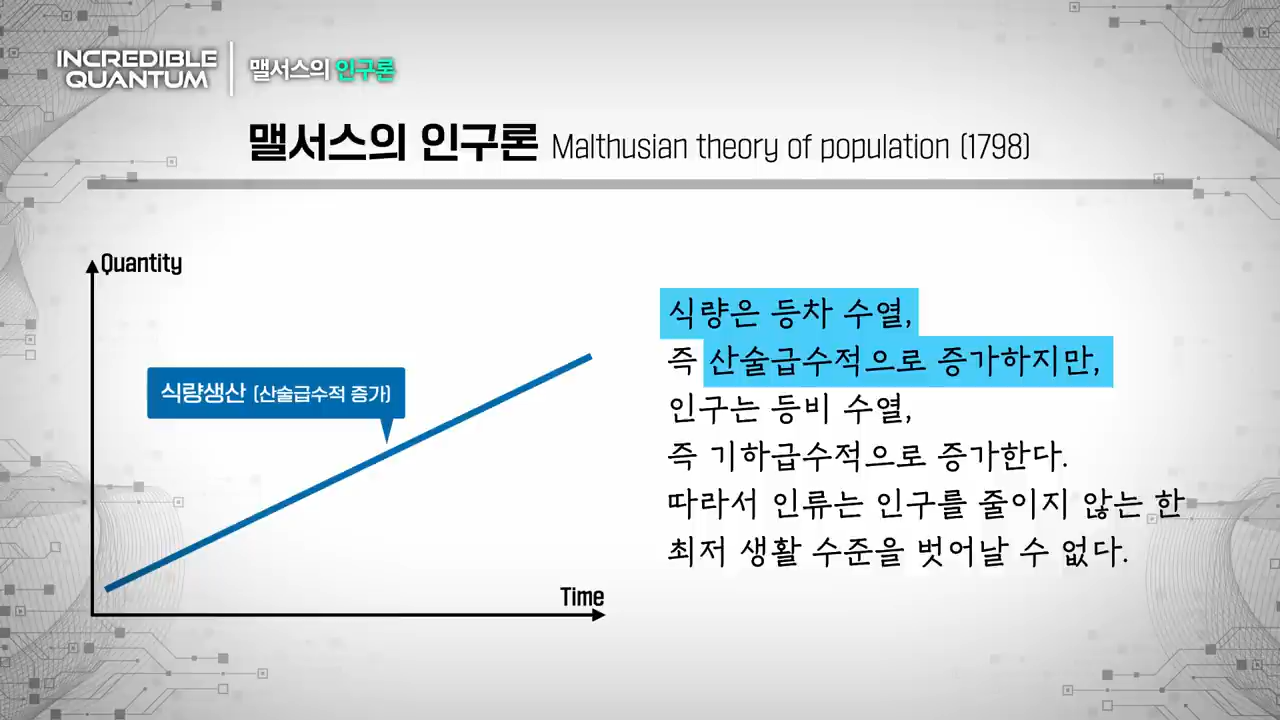 INCREDIBLE
QUANTUM
맬서스의 인구론
맬서스의 인구론 Malthusian theory of population (1798)
Quantity
식량생산 (산술급수적 증가)
Time
식량은 등차 수열,
즉 산술급수적으로 증가하지만,
인구는 등비 수열,
즉 기하급수적으로 증가한다.
따라서 인류는 인구를 줄이지 않는 한
최저 생활 수준을 벗어날 수 없다.